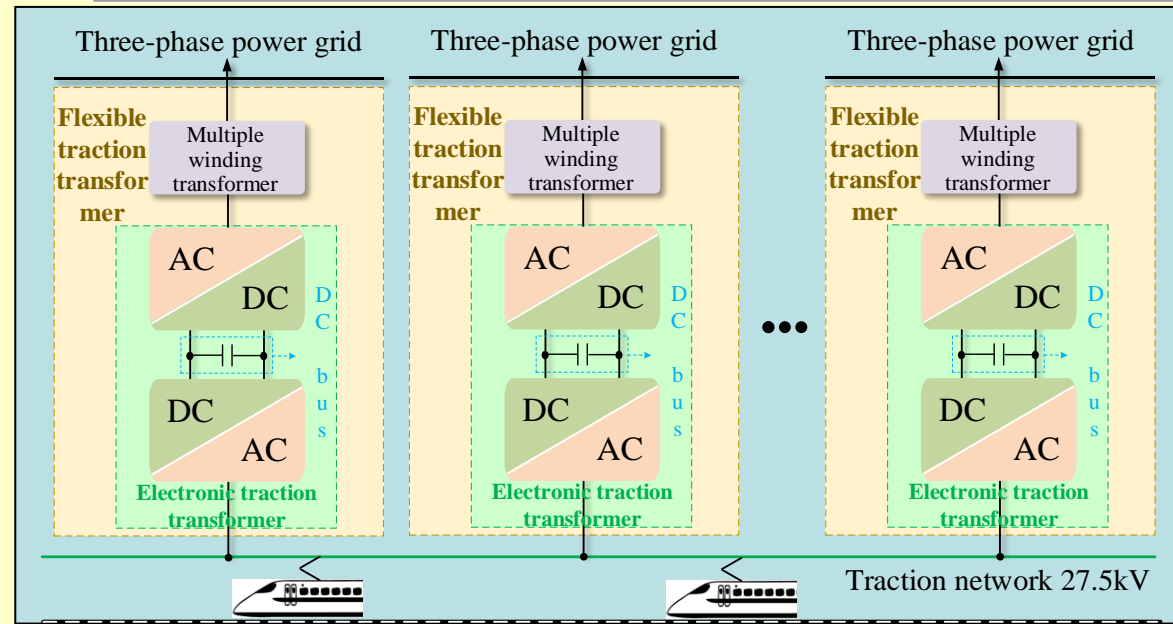 Three-phase power grid
Three-phase power grid
Three-phase power grid
Flexible
traction
transfor
mer
Multiple
winding
transformer
AC
DC
DC
bus
DC
AC
Electronic traction
transformer
Flexible
traction
transfor
mer
Multiple
winding
transformer
AC
DC
DC
bus
DC
AC
Electronic traction
transformer
Flexible
traction
transfor
mer
Multiple
winding
transformer
AC
DC
DC
bus
DC
AC
Electronic traction
transformer
Traction network 27.5kV